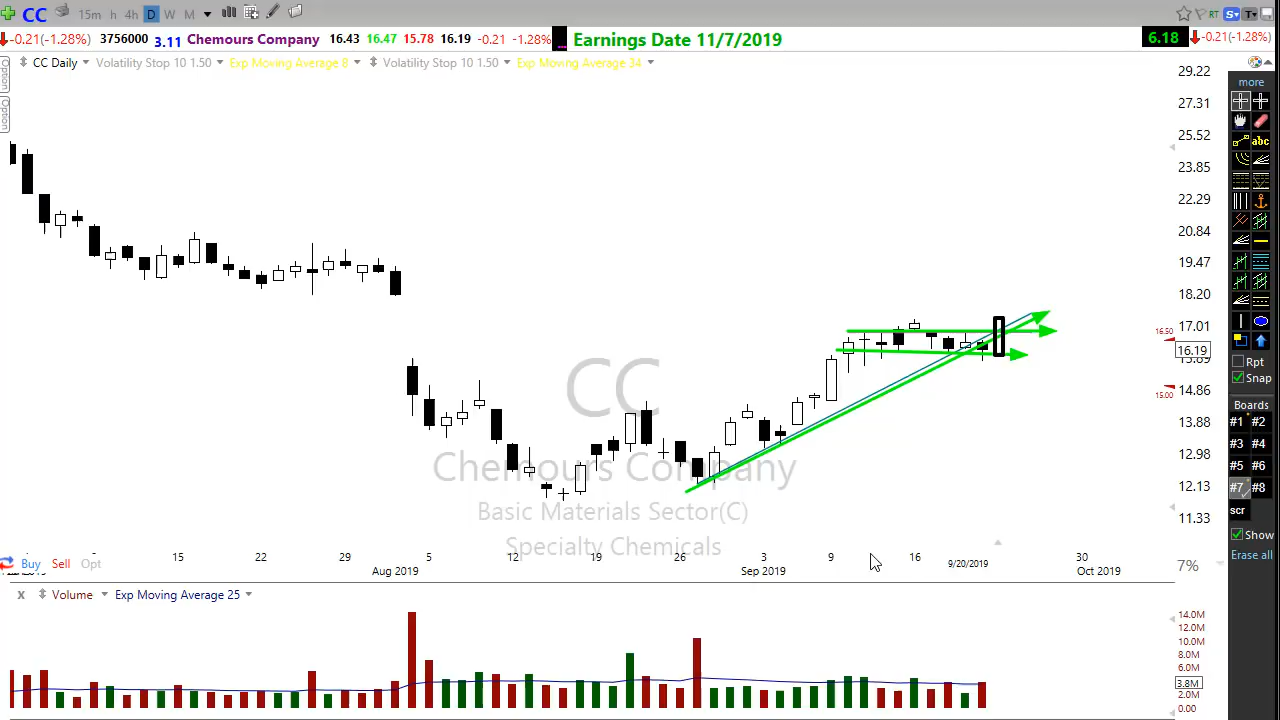 CC 15m h 4h D W M RT S T
-0.21(-1.28%) 3756000 3.11 Chemours Company 16.43 16.47 15.78 16.19 -0.21 -1.28% Earnings Date 11/7/2019 6.18 -0.21(-1.28%)
CC Daily Volatility Stop 10 1.50 Exp Moving Average 8 Volatility Stop 10 1.50 Exp Moving Average 34
Option
Option
29.22
27.31
25.52
23.85
22.29
20.84
19.47
18.20
17.01
16.50
16.19
15.89
15.00
14.86
13.88
12.98
12.13
11.33
CC
Chemours Company
Basic Materials Sector(C)
Specialty Chemicals
more
abc
Rpt
Snap
Boards
#1 #2
#3 #4
#5 #6
#7 #8
scr
Show
Erase all
15 22 29 5 12 19 26 3 9 16 30
Buy Sell Opt
Aug 2019 Sep 2019 9/20/2019 Oct 2019
7%
X Volume Exp Moving Average 25
14.0M
12.0M
10.0M
8.0M
6.0M
3.8M
2.0M
0.00